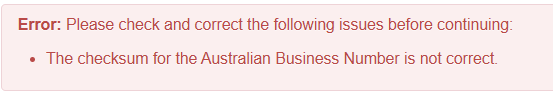 Error: Please check and correct the following issues before continuing:
• The checksum for the Australian Business Number is not correct.